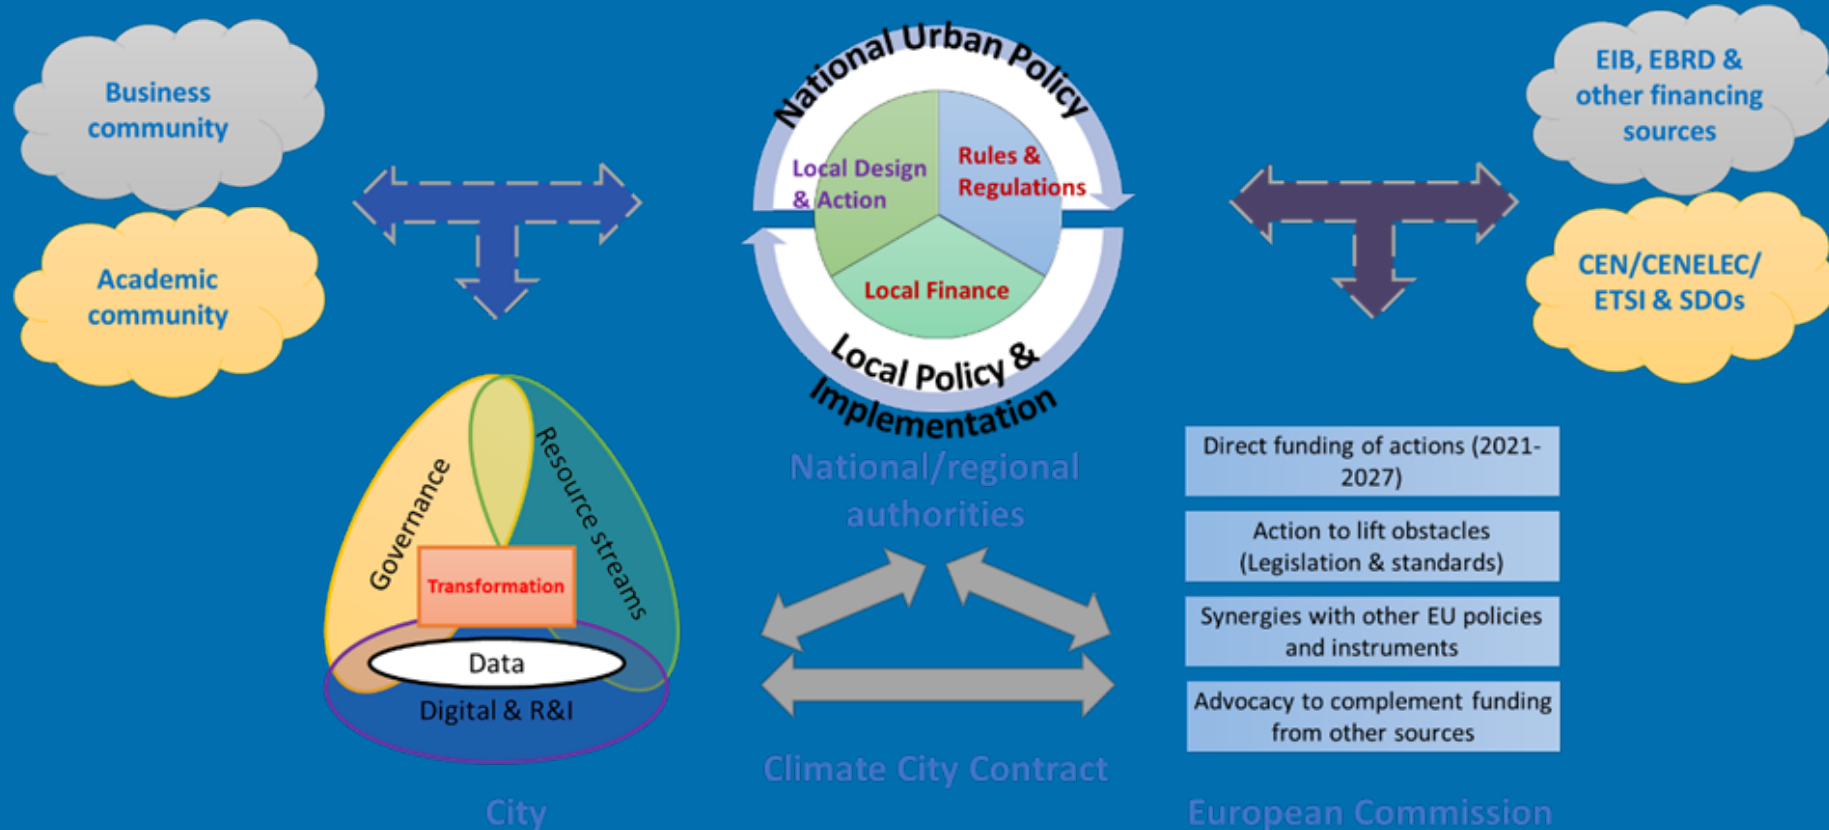 Business
community
Academic
community
National Urban Policy
Local Design
& Action
Rules &
Regulations
Local Finance
Local Policy &
Implementation
National/regional
authorities
EIB, EBRD &
other financing
sources
CEN/CENELEC/
ETSI & SDOs
Governance
Resource streams
Transformation
Data
Digital & R&I
City
Climate City Contract
Direct funding of actions (2021-
2027)
Action to lift obstacles
(Legislation & standards)
Synergies with other EU policies
and instruments
Advocacy to complement funding
from other sources
European Commission